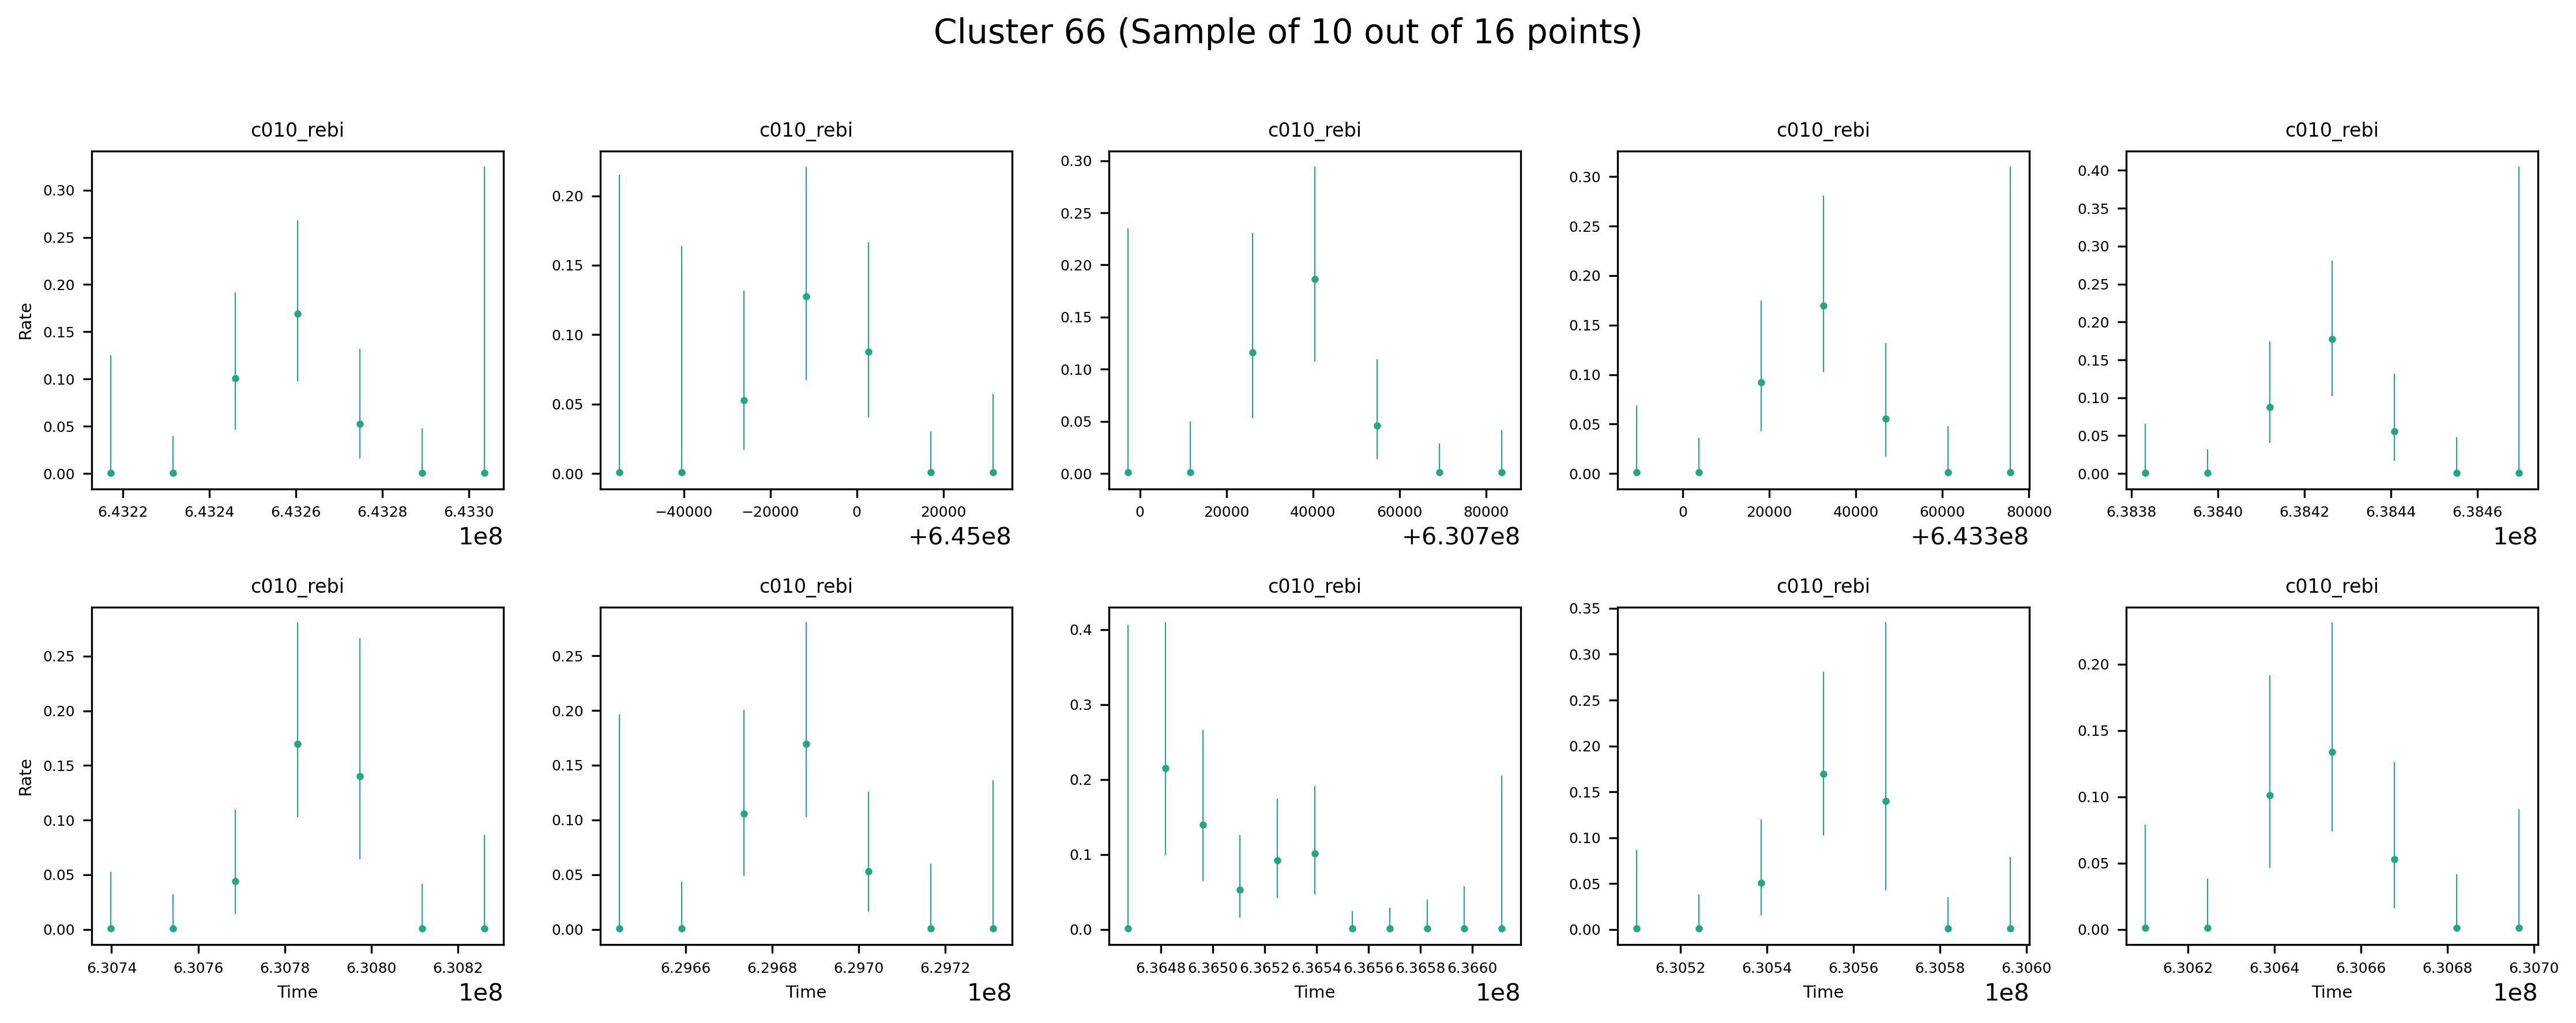 Cluster 66 (Sample of 10 out of 16 points)
c010_rebi c010_rebi c010_rebi c010_rebi c010_rebi
0.30 0.25 0.20 0.15 0.10 0.05 0.00
Rate
6.4322 6.4324 6.4326 6.4328 6.4330
1e8
0.20 0.15 0.10 0.05 0.00
−40000 −20000 0 20000
+6.45e8
0.30 0.25 0.20 0.15 0.10 0.05 0.00
0 20000 40000 60000 80000
+6.307e8
0.30 0.25 0.20 0.15 0.10 0.05 0.00
0 20000 40000 60000 80000
+6.433e8
0.40 0.35 0.30 0.25 0.20 0.15 0.10 0.05 0.00
6.3838 6.3840 6.3842 6.3844 6.3846
1e8
c010_rebi c010_rebi c010_rebi c010_rebi c010_rebi
0.25 0.20 0.15 0.10 0.05 0.00
Rate
6.3074 6.3076 6.3078 6.3080 6.3082
Time
1e8
0.25 0.20 0.15 0.10 0.05 0.00
6.2966 6.2968 6.2970 6.2972
Time
1e8
0.4 0.3 0.2 0.1 0.0
6.3648 6.3650 6.3652 6.3654 6.3656 6.3658 6.3660
Time
1e8
0.35 0.30 0.25 0.20 0.15 0.10 0.05 0.00
6.3052 6.3054 6.3056 6.3058 6.3060
Time
1e8
0.20 0.15 0.10 0.05 0.00
6.3062 6.3064 6.3066 6.3068 6.3070
Time
1e8